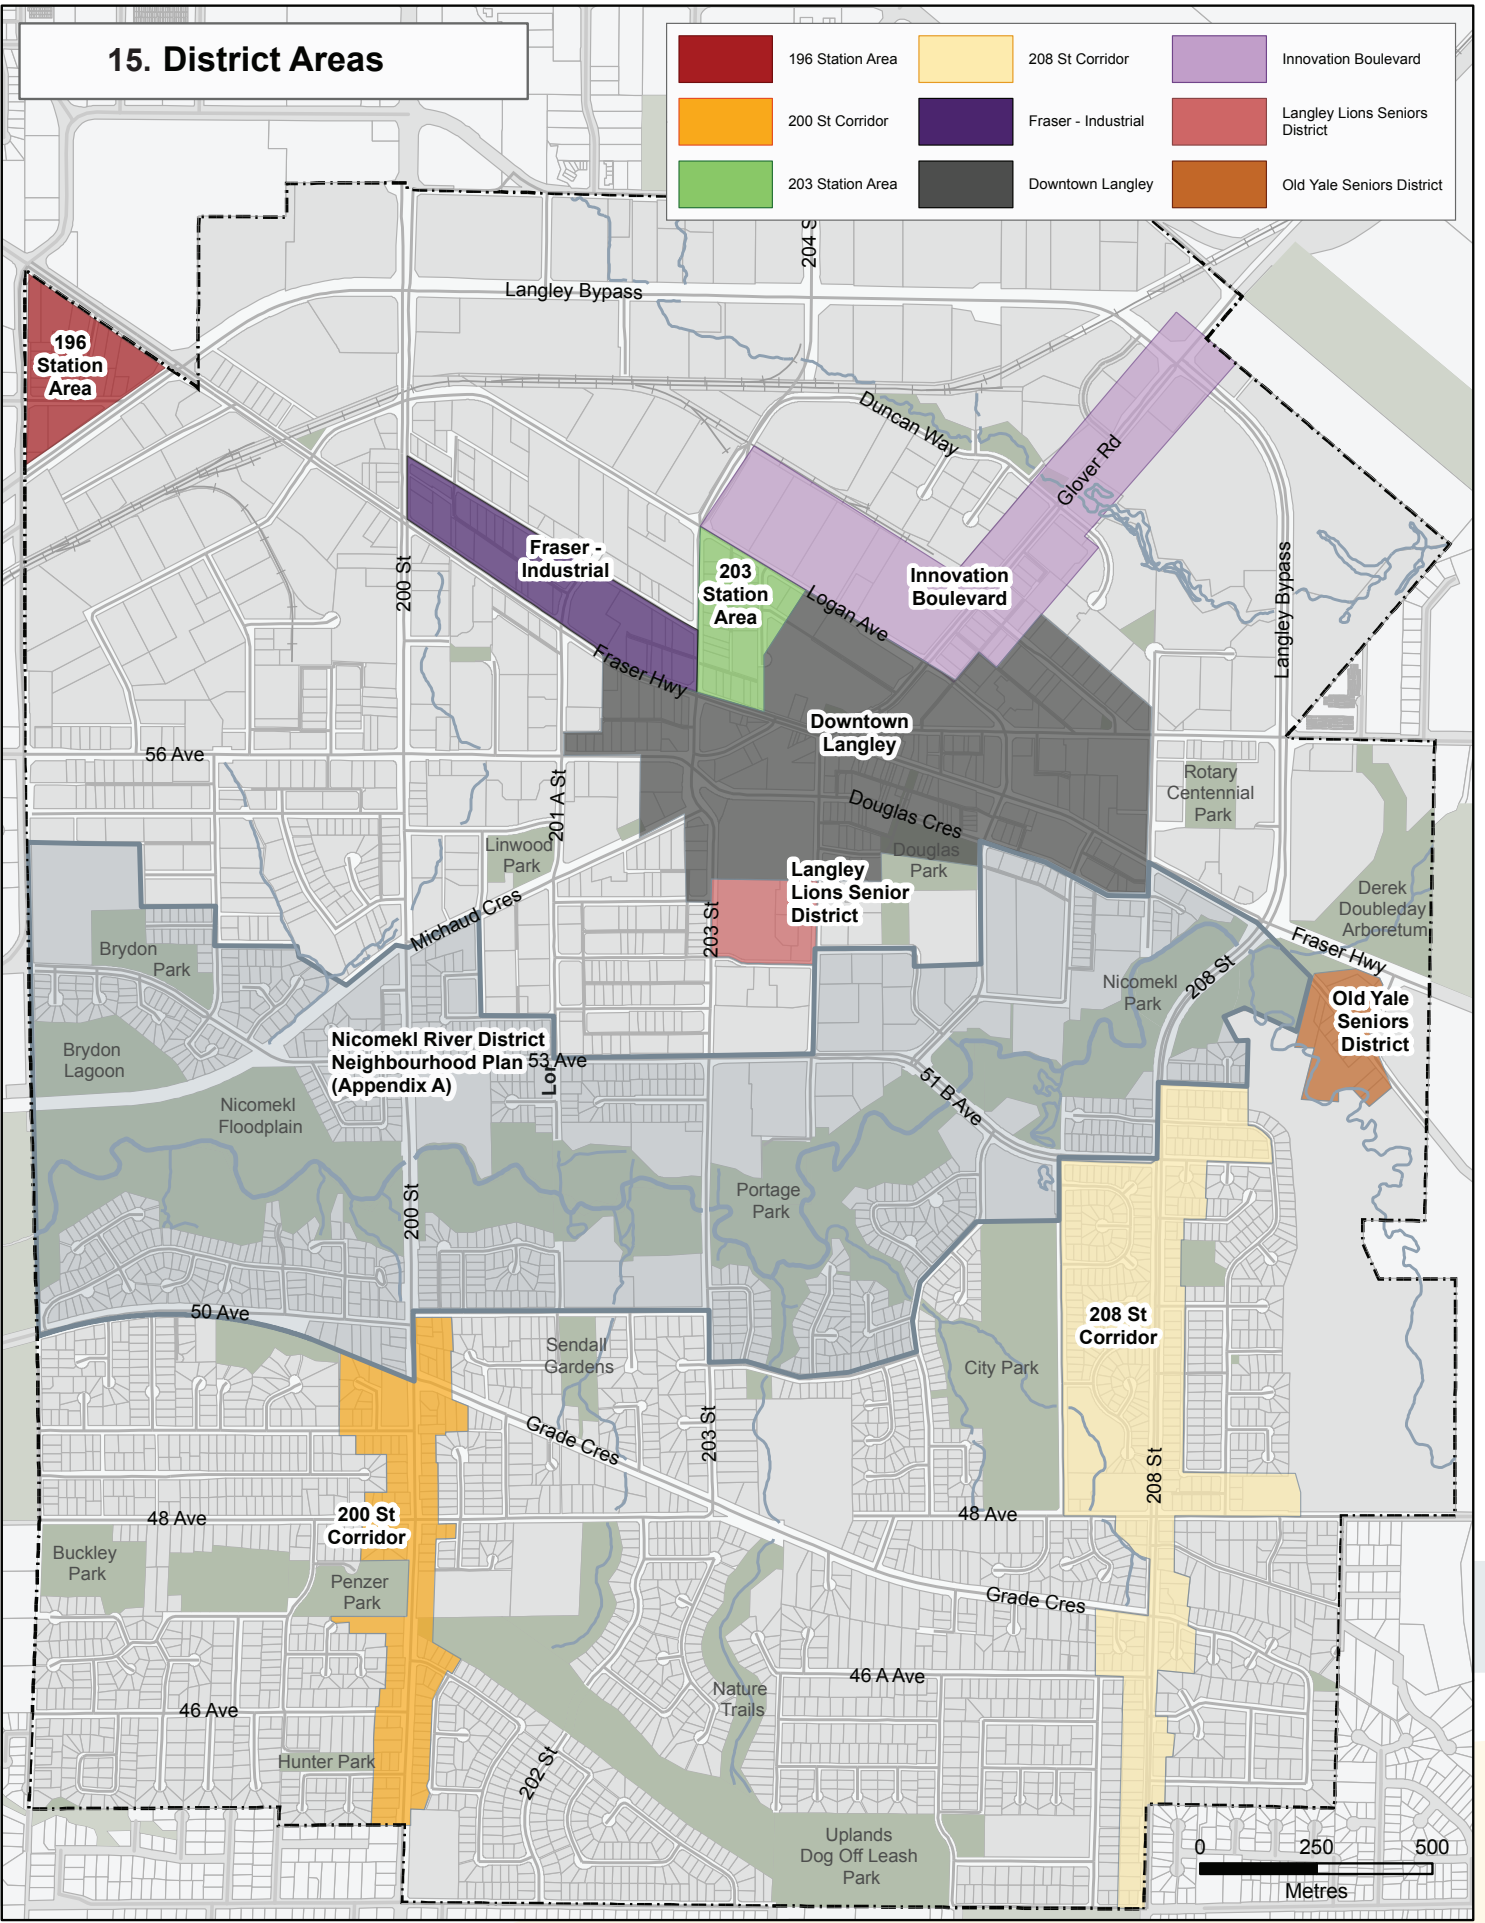 15. District Areas
196 Station Area
208 St Corridor
Innovation Boulevard
200 St Corridor
Fraser - Industrial
Langley Lions Seniors
District
203 Station Area
Downtown Langley
Old Yale Seniors District
204 S
Langley Bypass
196
Station
Area
Duncan Way
Glover Rd
Fraser -
Industrial
200 St
203
Station
Area
Logan Ave
Innovation
Boulevard
Langley Bypass
Fraser Hwy
Downtown
Langley
56 Ave
201 A St
Rotary
Centennial
Park
Douglas Cres
Linwood
Park
Douglas
Park
Langley
Lions Senior
District
Derek
Doubleday
Arboretum
Michaud Cres
203 St
Brydon
Park
Fraser Hwy
208 St
Nicomekl
Park
Old Yale
Seniors
District
Nicomekl River District
Neighbourhood Plan
(Appendix A)
53 Ave
Lor
Brydon
Lagoon
51 B Ave
Nicomekl
Floodplain
200 St
Portage
Park
50 Ave
208 St
Corridor
Sendall
Gardens
City Park
Grade Cres
203 St
208 St
200 St
Corridor
48 Ave
48 Ave
Buckley
Park
Penzer
Park
Grade Cres
46 A Ave
Nature
Trails
46 Ave
Hunter Park
202 St
Uplands
Dog Off Leash
Park
0 250 500
Metres